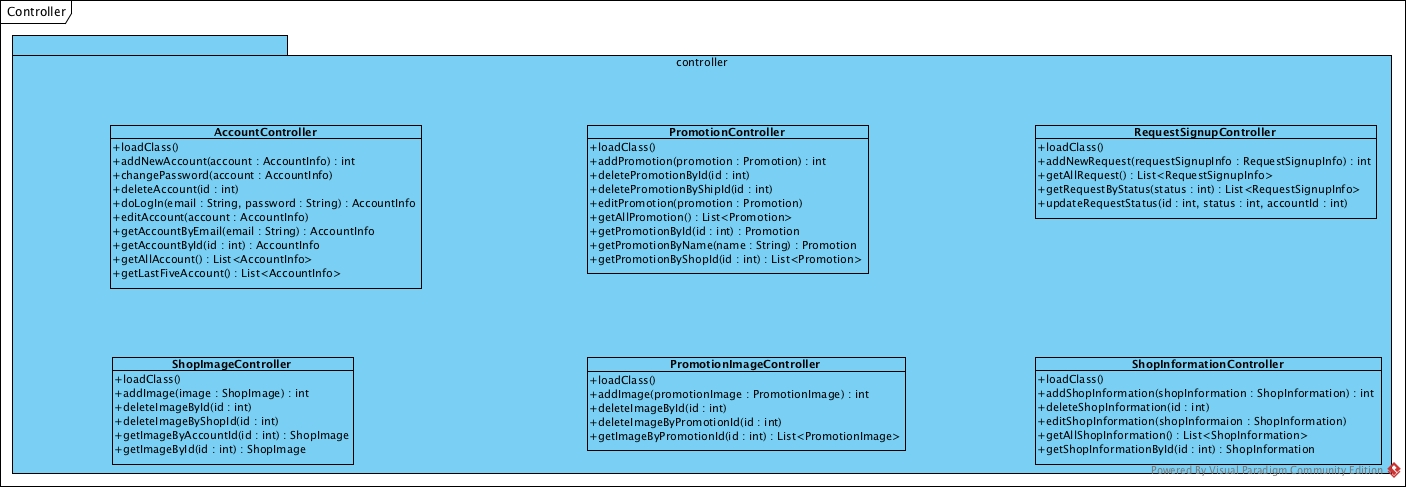 Controller
controller
AccountController
+loadClass()
+addNewAccount(account : AccountInfo) : int
+changePassword(account : AccountInfo)
+deleteAccount(id : int)
+doLogIn(email : String, password : String) : AccountInfo
+editAccount(account : AccountInfo)
+getAccountByEmail(email : String) : AccountInfo
+getAccountById(id : int) : AccountInfo
+getAllAccount() : List<AccountInfo>
+getLastFiveAccount() : List<AccountInfo>
PromotionController
+loadClass()
+addPromotion(promotion : Promotion) : int
+deletePromotionById(id : int)
+deletePromotionByShipId(id : int)
+editPromotion(promotion : Promotion)
+getAllPromotion() : List<Promotion>
+getPromotionById(id : int) : Promotion
+getPromotionByName(name : String) : Promotion
+getPromotionByShopId(id : int) : List<Promotion>
RequestSignupController
+loadClass()
+addNewRequest(requestSignupInfo : RequestSignupInfo) : int
+getAllRequest() : List<RequestSignupInfo>
+getRequestByStatus(status : int) : List<RequestSignupInfo>
+updateRequestStatus(id : int, status : int, accountId : int)
ShopImageController
+loadClass()
+addImage(image : ShopImage) : int
+deleteImageById(id : int)
+deleteImageByShopId(id : int)
+getImageByAccountId(id : int) : ShopImage
+getImageById(id : int) : ShopImage
PromotionImageController
+loadClass()
+addImage(promotionImage : PromotionImage) : int
+deleteImageById(id : int)
+deleteImageByPromotionId(id : int)
+getImageByPromotionId(id : int) : List<PromotionImage>
ShopInformationController
+loadClass()
+addShopInformation(shopInformation : ShopInformation) : int
+deleteShopInformation(id : int)
+editShopInformation(shopInformaion : ShopInformation)
+getAllShopInformation() : List<ShopInformation>
+getShopInformationById(id : int) : ShopInformation
Powered By Visual Paradigm Community Edition